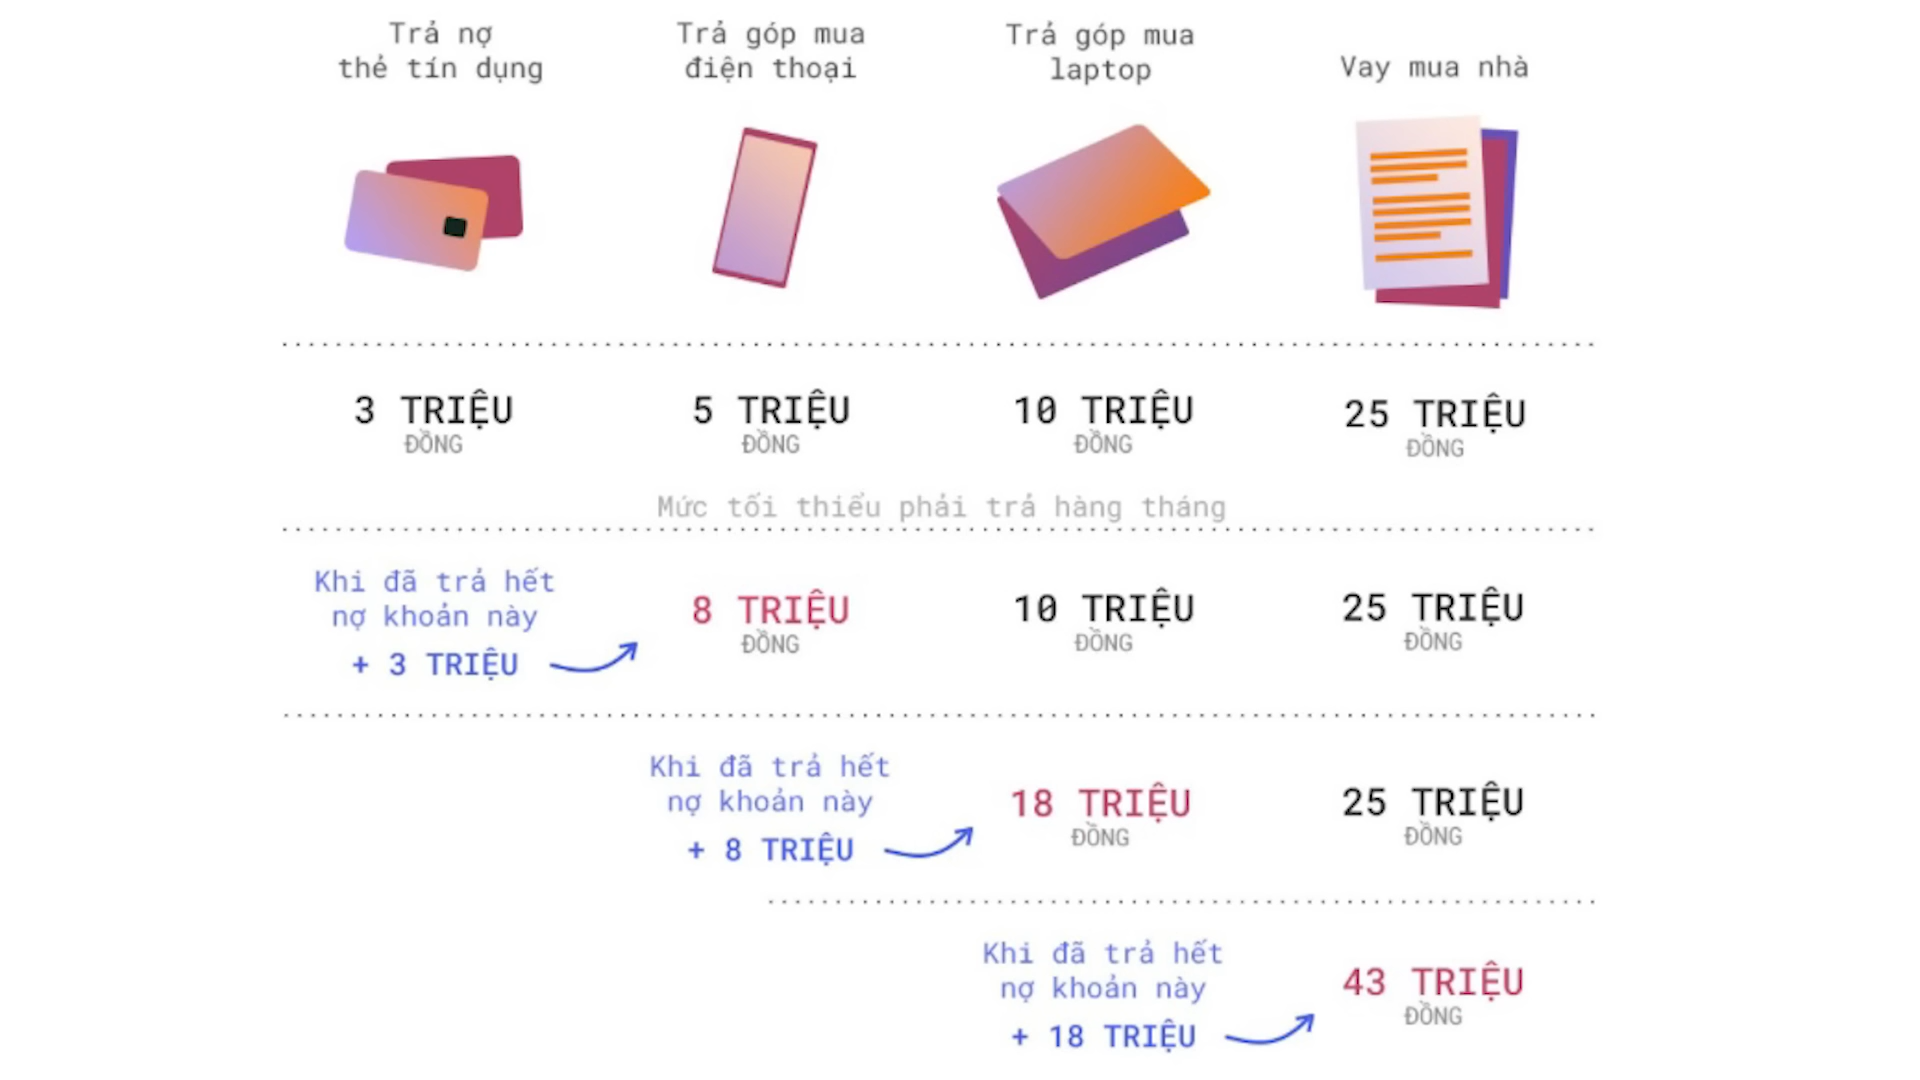 Trả nợ
thẻ tín dụng
Trả góp mua
điện thoại
Trả góp mua
laptop
Vay mua nhà
3 TRIỆU
ĐỒNG
5 TRIỆU
ĐỒNG
10 TRIỆU
ĐỒNG
25 TRIỆU
ĐỒNG
Mức tối thiểu phải trả hàng tháng
Khi đã trả hết
nợ khoản này
+ 3 TRIỆU
8 TRIỆU
ĐỒNG
10 TRIỆU
ĐỒNG
25 TRIỆU
ĐỒNG
Khi đã trả hết
nợ khoản này
+ 8 TRIỆU
18 TRIỆU
ĐỒNG
25 TRIỆU
ĐỒNG
Khi đã trả hết
nợ khoản này
+ 18 TRIỆU
43 TRIỆU
ĐỒNG